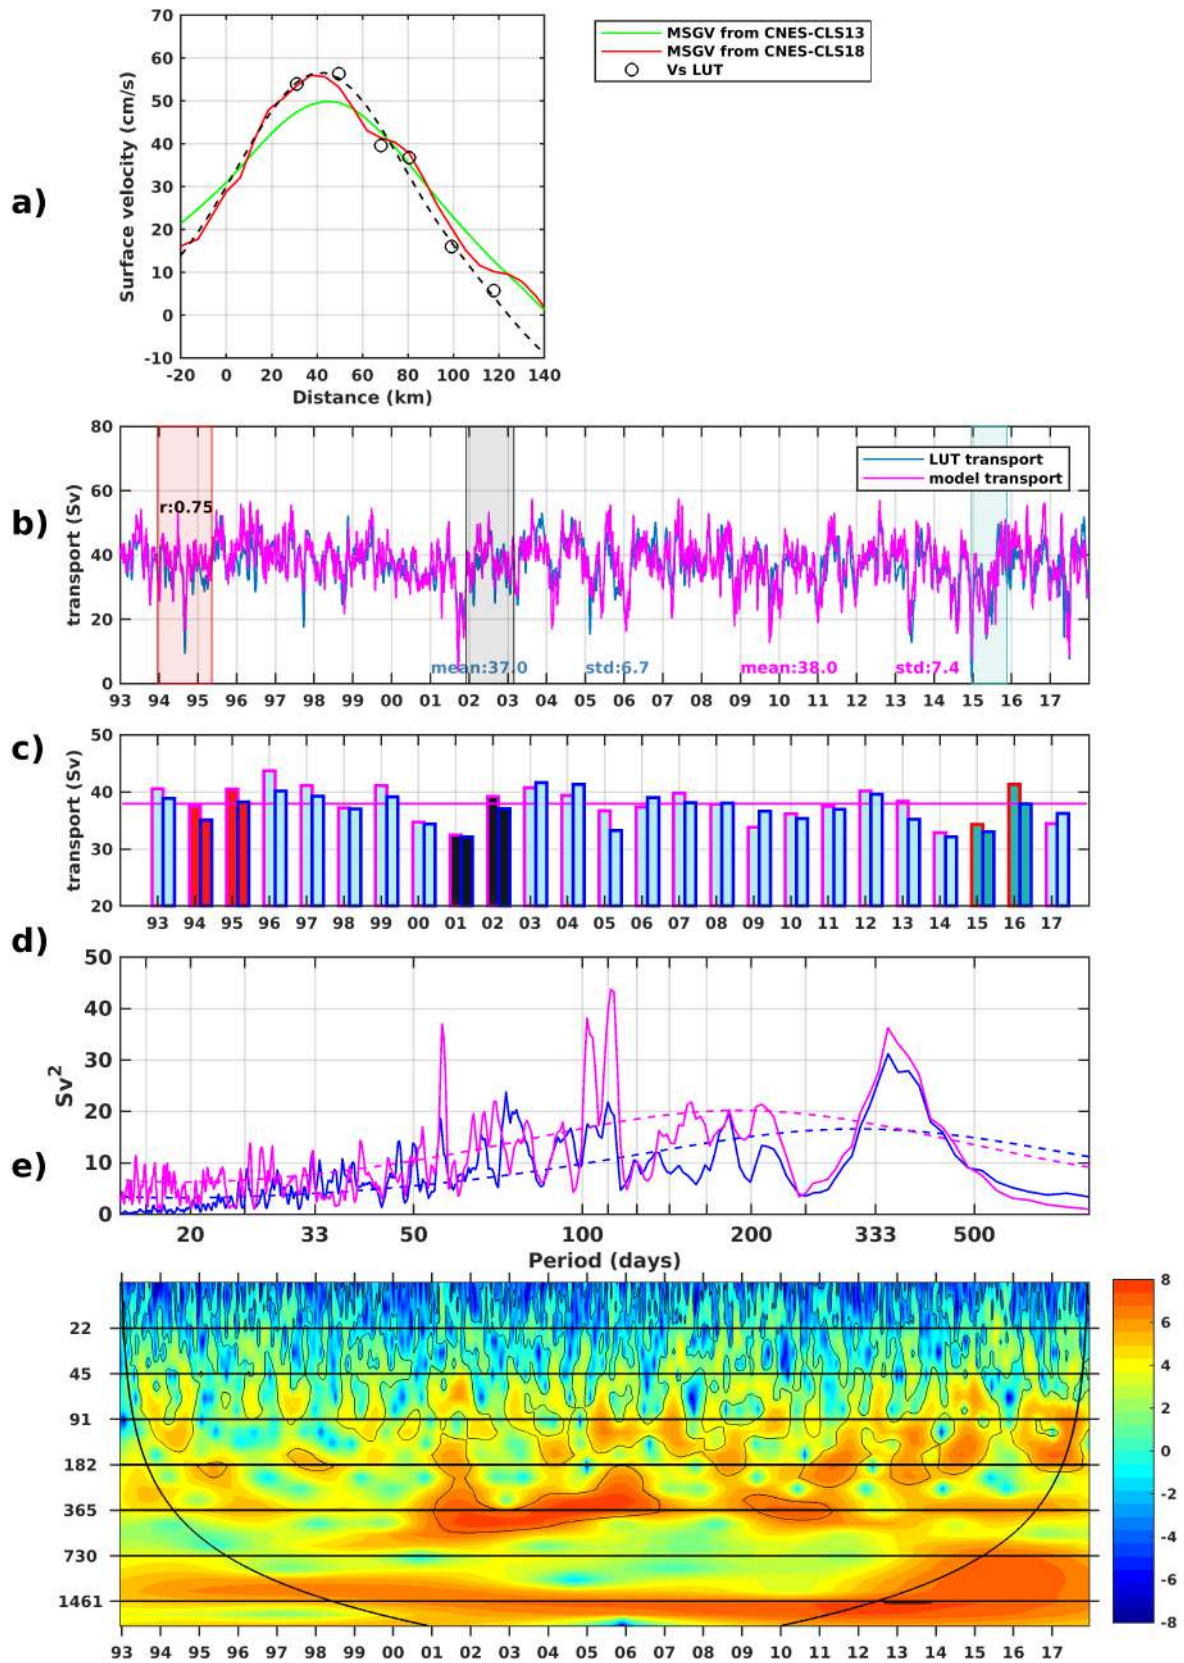 a)
Surface velocity (cm/s)
70
60
50
40
30
20
10
0
-10
-20 0 20 40 60 80 100 120 140
Distance (km)
MSGV from CNES-CLS13
MSGV from CNES-CLS18
Vs LUT
b)
transport (Sv)
80
60
40
20
0
r:0.75
LUT transport
model transport
mean:37.0 std:6.7 mean:38.0 std:7.4
93 94 95 96 97 98 99 00 01 02 03 04 05 06 07 08 09 10 11 12 13 14 15 16 17
c)
transport (Sv)
50
40
30
20
93 94 95 96 97 98 99 00 01 02 03 04 05 06 07 08 09 10 11 12 13 14 15 16 17
d)
Sv2
50
40
30
20
10
0
20 33 50 100 200 333 500
Period (days)
e)
22
45
91
182
365
730
1461
93 94 95 96 97 98 99 00 01 02 03 04 05 06 07 08 09 10 11 12 13 14 15 16 17
8
6
4
2
0
-2
-4
-6
-8